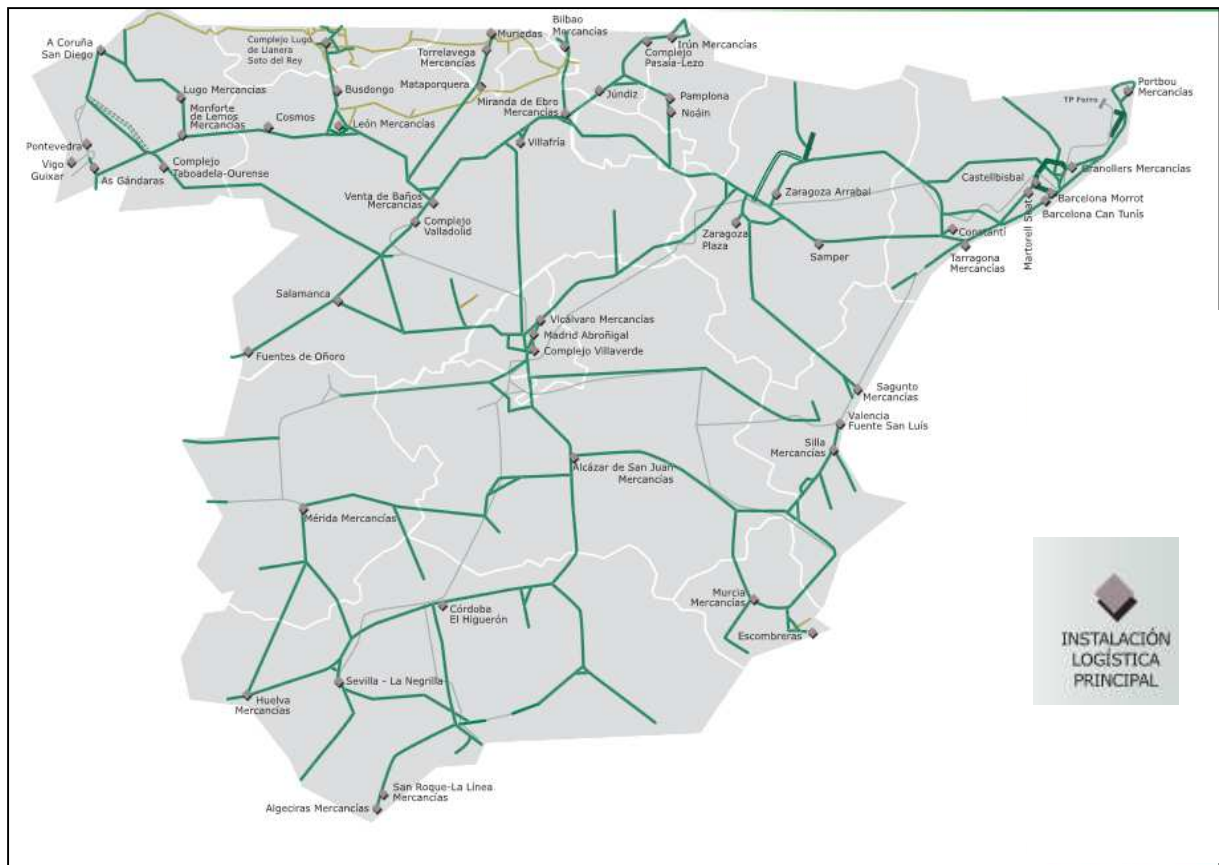 A Coruña
San Diego
Complejo Lugo
de Llanera
Soto del Rey
Muriedas
Torrelavega
Mercancías
Bilbao
Mercancías
Irún Mercancías
Complejo
Pasaia-Lezo
Portbou
Mercancías
TP Ferro
Lugo Mercancías
Monforte
de Lemos
Mercancías
Cosmos
Busdongo
León Mercancías
Mataporquera
Miranda de Ebro
Mercancías
Júndiz
Pamplona
Noáin
Villafría
Pontevedra
Vigo
Guixar
As Gándaras
Complejo
Taboadela-Ourense
Venta de Baños
Mercancías
Complejo
Valladolid
Zaragoza Arrabal
Zaragoza
Plaza
Samper
Castellbisbal
Granollers Mercancías
Barcelona Morrot
Barcelona Can Tunis
Martorell Seat
Constantí
Tarragona
Mercancías
Salamanca
Fuentes de Oñoro
Vicálvaro Mercancías
Madrid Abroñigal
Complejo Villaverde
Sagunto
Mercancías
Valencia
Fuente San Luis
Silla
Mercancías
Alcázar de San Juan
Mercancías
Mérida Mercancías
Murcia
Mercancías
Escombreras
Córdoba
El Higuerón
Sevilla - La Negrilla
Huelva
Mercancías
San Roque-La Línea
Mercancías
Algeciras Mercancías
INSTALACIÓN
LOGÍSTICA
PRINCIPAL